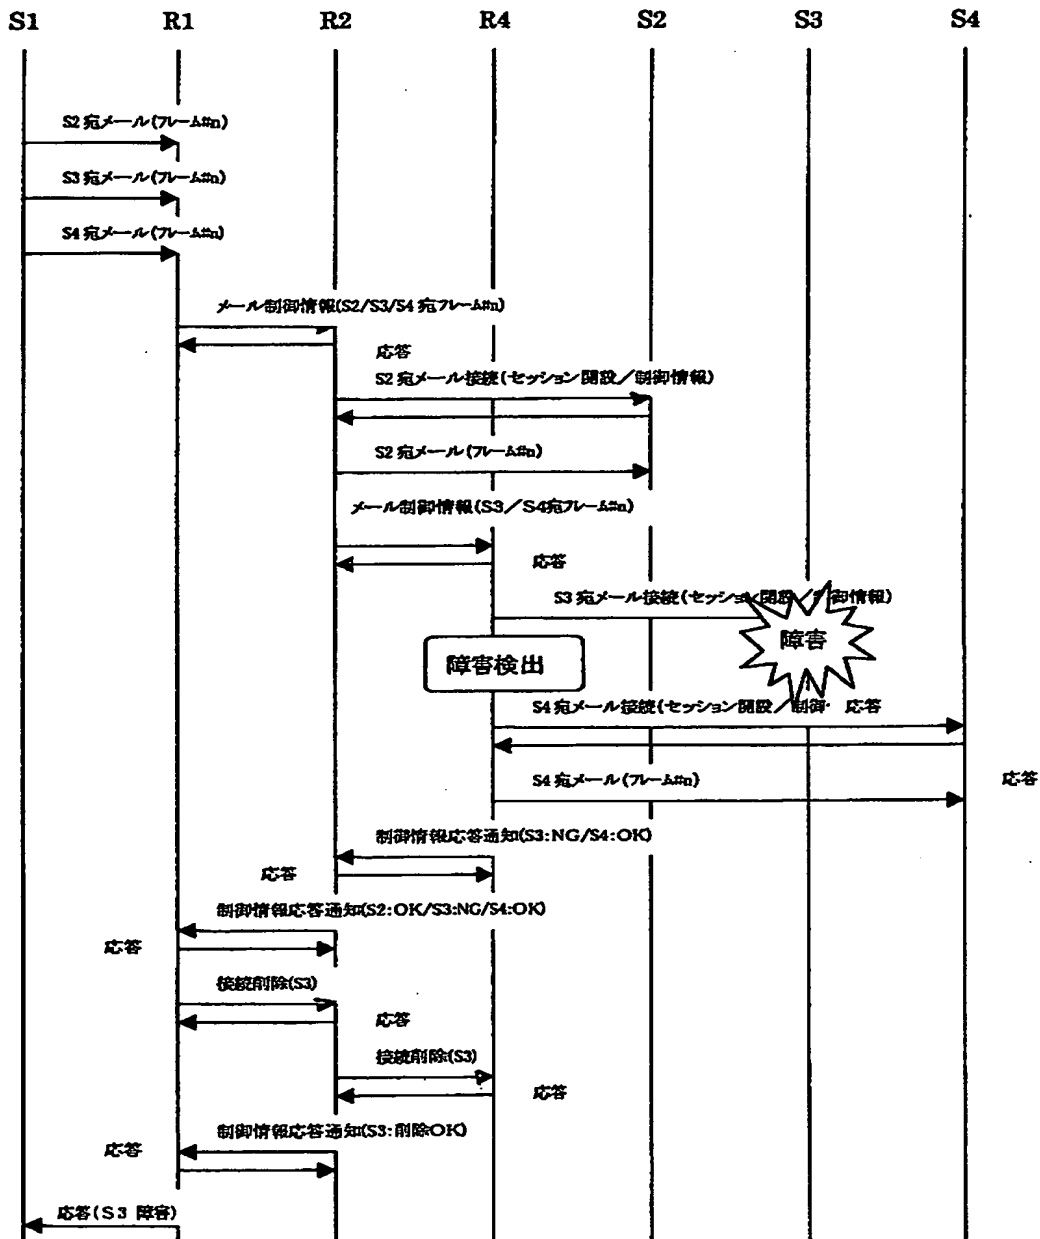 S1 R1 R2 R4 S2 S3 S4
S2宛メール(フレーム#n)
S3宛メール(フレーム#n)
S4宛メール(フレーム#n)
メール制御情報(S2/S3/S4宛フレーム#n)
応答
S2宛メール接続(セッション開設/制御情報)
S2宛メール(フレーム#n)
メール制御情報(S3/S4宛フレーム#n)
応答
S3宛メール接続(セッション開設/制御情報)
障害
障害検出
S4宛メール接続(セッション開設/制御・ 応答
S4宛メール(フレーム#n)
応答
制御情報応答通知(S3:NG/S4:OK)
応答
制御情報応答通知(S2:OK/S3:NG/S4:OK)
応答
接続削除(S3)
応答
接続削除(S3)
応答
制御情報応答通知(S3:削除OK)
応答
応答(S3 障害)